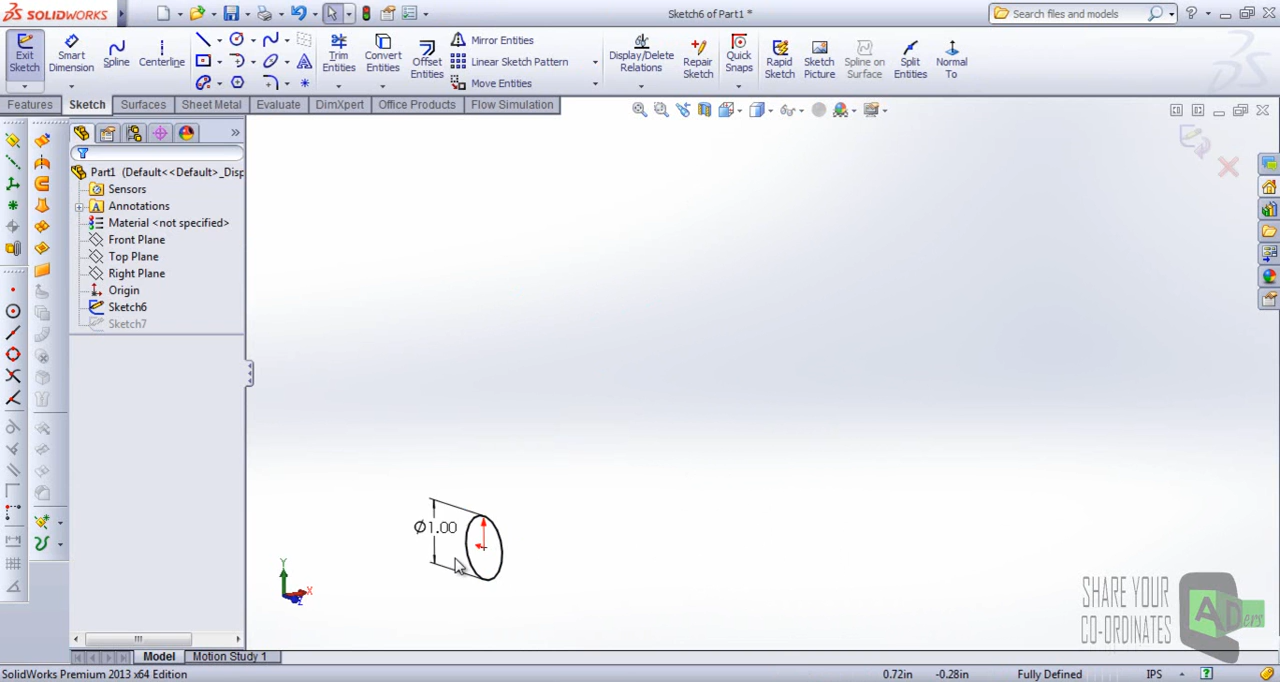 SOLIDWORKS
Sketch6 of Part1 *
Search files and models
Exit Sketch
Smart Dimension
Spline
Centerline
Trim Entities
Convert Entities
Offset Entities
Mirror Entities
Linear Sketch Pattern
Move Entities
Display/Delete Relations
Repair Sketch
Quick Snaps
Rapid Sketch
Sketch Picture
Spline on Surface
Split Entities
Normal To
Features
Sketch
Surfaces
Sheet Metal
Evaluate
DimXpert
Office Products
Flow Simulation
Part1 (Default<<Default>_Disp
Sensors
Annotations
Material <not specified>
Front Plane
Top Plane
Right Plane
Origin
Sketch6
Sketch7
Ø1.00
Y
X
Z
SHARE YOUR
CO-ORDINATES
ADers
Model
Motion Study 1
SolidWorks Premium 2013 x64 Edition
0.72in
-0.28in
Fully Defined
IPS